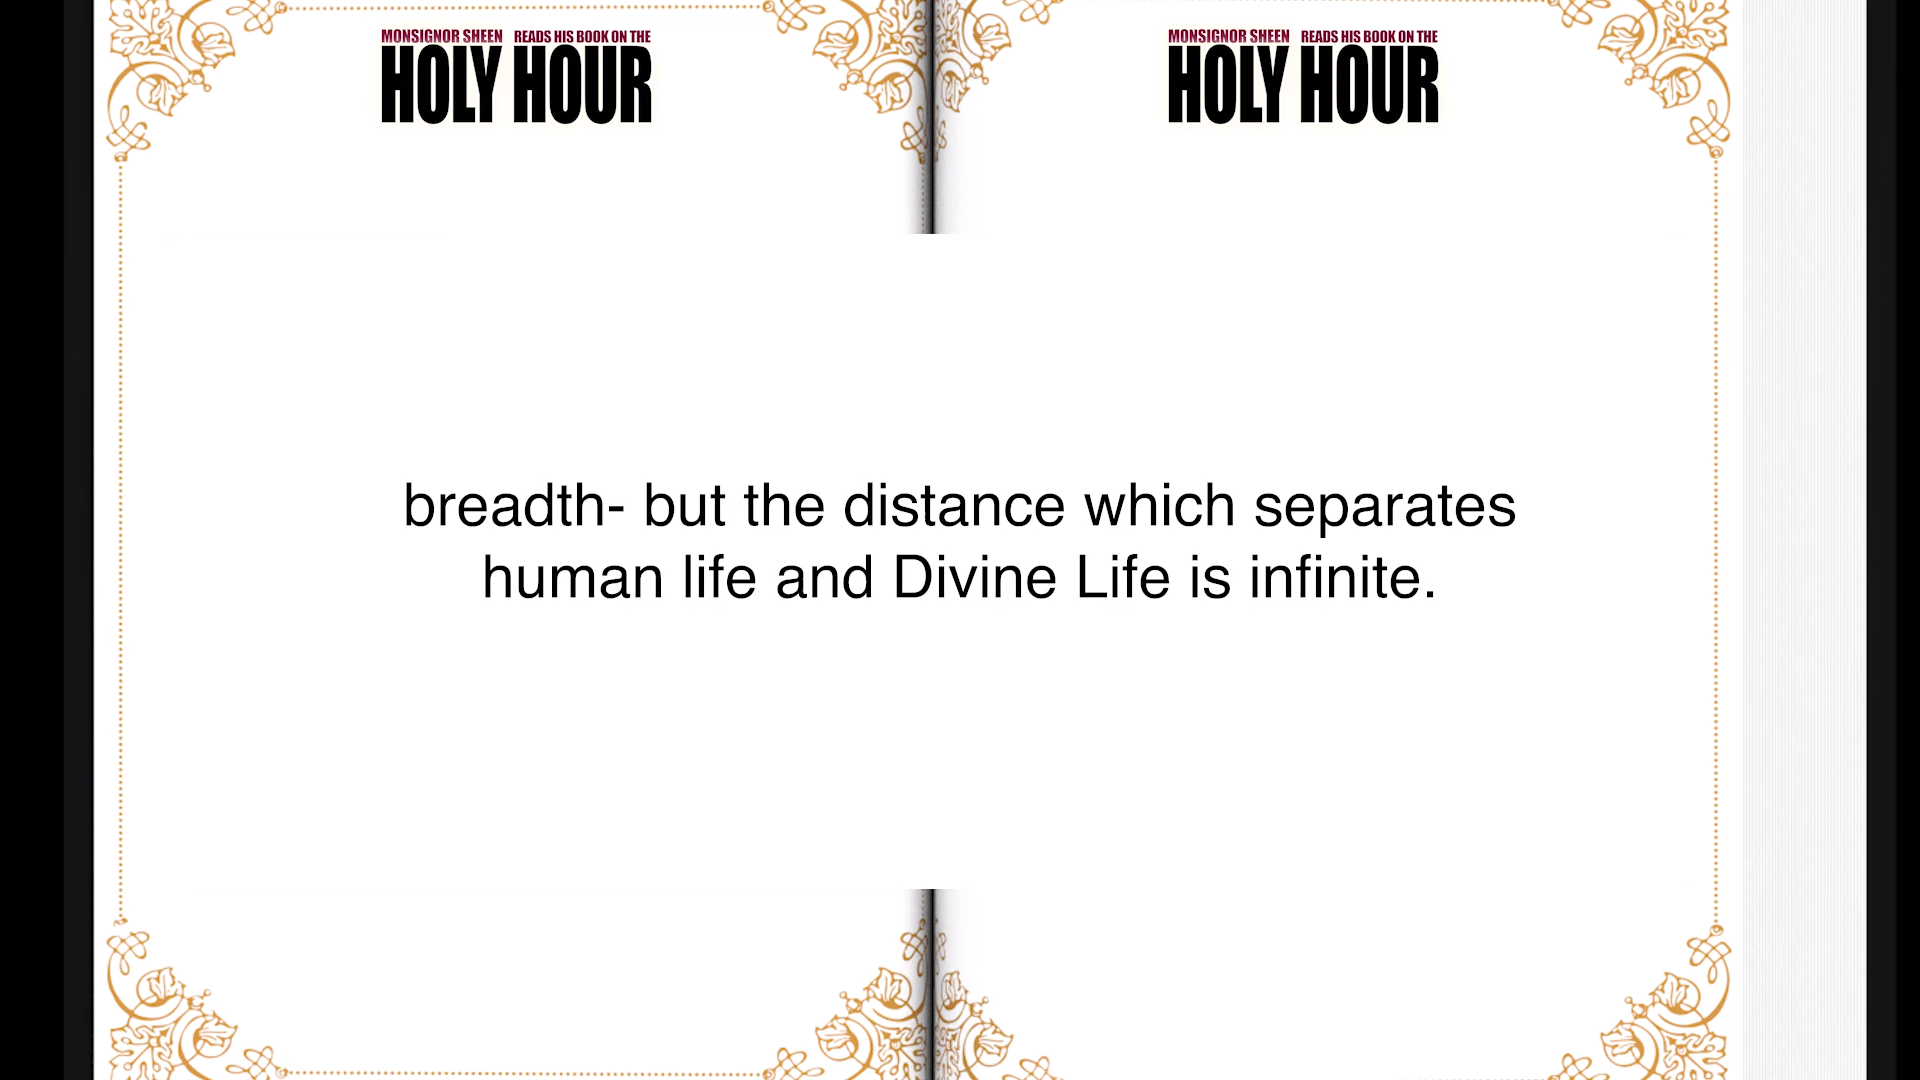 MONSIGNOR SHEEN READS HIS BOOK ON THE
HOLY HOUR
MONSIGNOR SHEEN READS HIS BOOK ON THE
HOLY HOUR
breadth- but the distance which separates
human life and Divine Life is infinite.